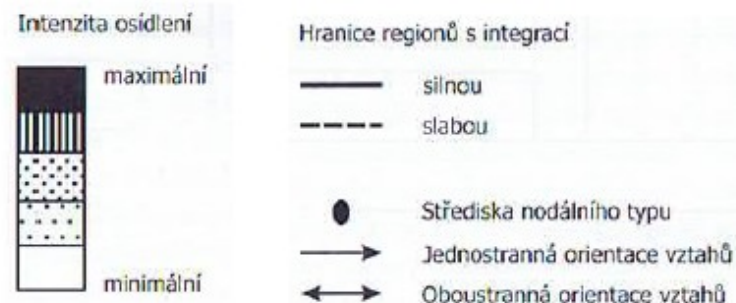 Intenzita osídlení
maximální
minimální
Hranice regionů s integrací
silnou
slabou
Střediska nodálního typu
Jednostranná orientace vztahů
Oboustranná orientace vztahů